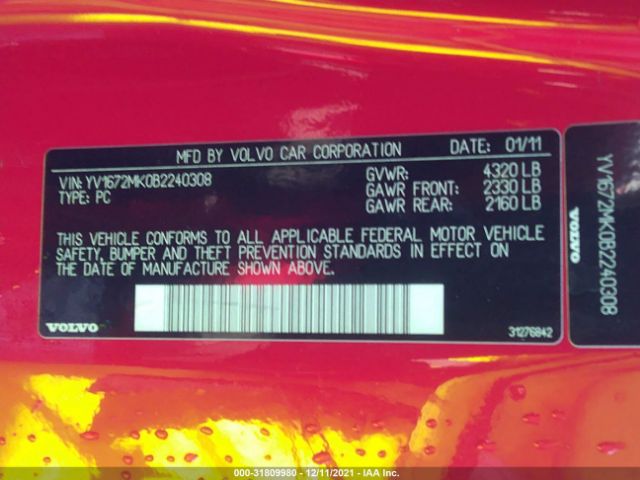 MFD BY VOLVO CAR CORPORATION DATE: 01/11
VIN: YV1672MK0B2240308
TYPE: PC
GVWR: 4320 LB
GAWR FRONT: 2330 LB
GAWR REAR: 2160 LB
THIS VEHICLE CONFORMS TO ALL APPLICABLE FEDERAL MOTOR VEHICLE
SAFETY, BUMPER AND THEFT PREVENTION STANDARDS IN EFFECT ON
THE DATE OF MANUFACTURE SHOWN ABOVE.
VOLVO
31276842
VOLVO
YV1672MK0B2240308
000-31809980 - 12/11/2021 - IAA Inc.